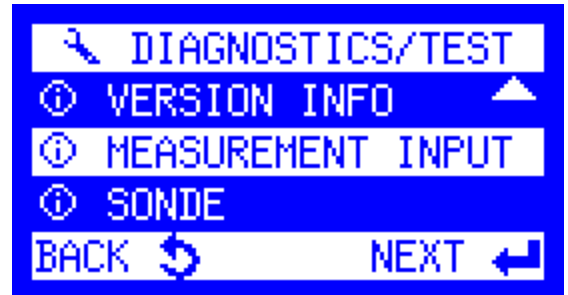 DIAGNOSTICS/TEST
VERSION INFO
MEASUREMENT INPUT
SONDE
BACK NEXT